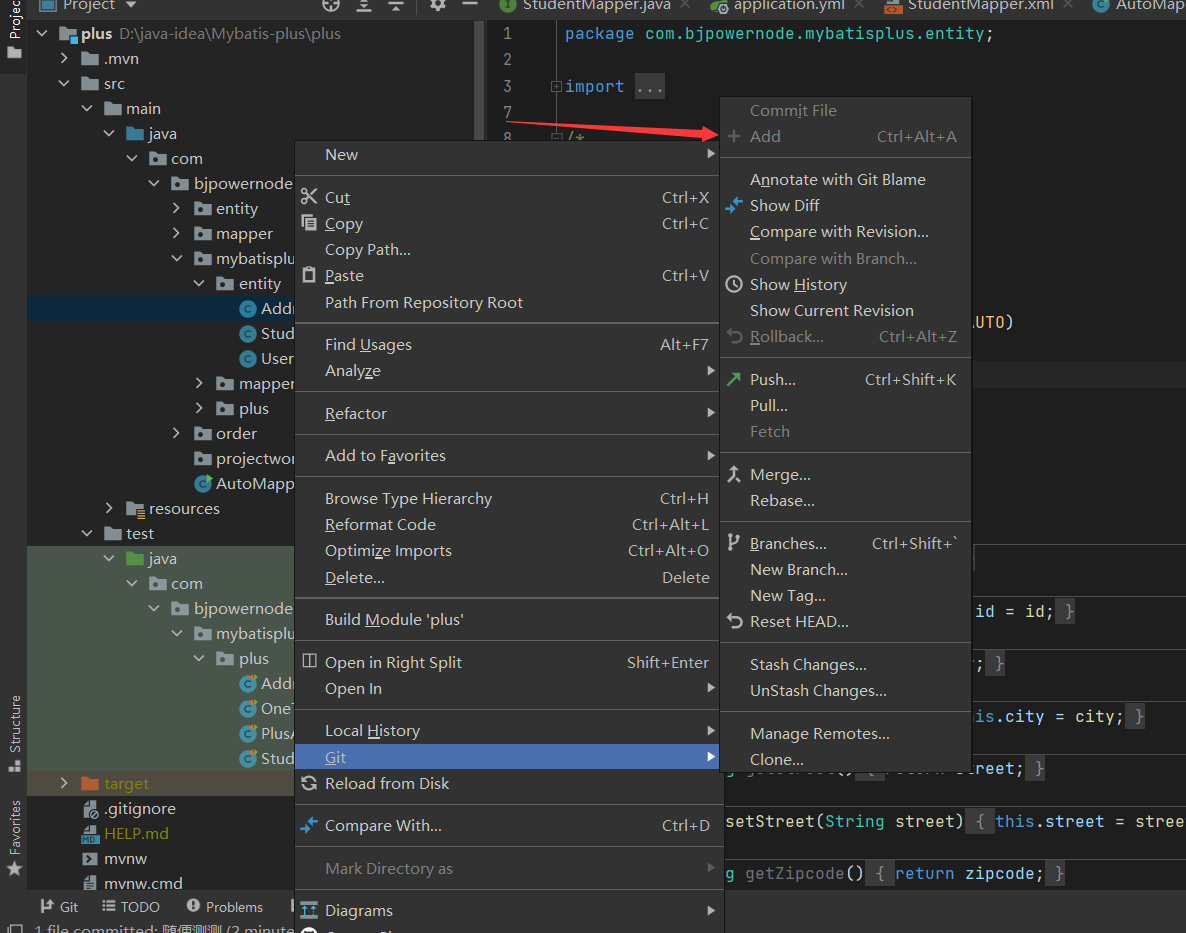 Project
StudentMapper.java
application.yml
StudentMapper.xml
AutoMap
Project
plus D:\java-idea\Mybatis-plus\plus
.mvn
src
main
java
com
bjpowernode
entity
mapper
mybatisplu
entity
Add
Stud
User
mapper
plus
order
projectwor
AutoMapp
resources
test
java
com
bjpowernode
mybatisplu
plus
Add
One
Plus
Stud
target
.gitignore
HELP.md
mvnw
mvnw.cmd
Structure
Favorites
1 package com.bjpowernode.mybatisplus.entity;
2
3 import ...
7
8 /*
AUTO)
id = id; }
; }
is.city = city; }
street; }
setStreet(String street) { this.street = stree
g getZipcode() { return zipcode; }
New
Cut Ctrl+X
Copy Ctrl+C
Copy Path...
Paste Ctrl+V
Path From Repository Root
Find Usages Alt+F7
Analyze
Refactor
Add to Favorites
Browse Type Hierarchy Ctrl+H
Reformat Code Ctrl+Alt+L
Optimize Imports Ctrl+Alt+O
Delete... Delete
Build Module 'plus'
Open in Right Split Shift+Enter
Open In
Local History
Git
Reload from Disk
Compare With... Ctrl+D
Mark Directory as
Diagrams
Commit File
Add Ctrl+Alt+A
Annotate with Git Blame
Show Diff
Compare with Revision...
Compare with Branch...
Show History
Show Current Revision
Rollback... Ctrl+Alt+Z
Push... Ctrl+Shift+K
Pull...
Fetch
Merge...
Rebase...
Branches... Ctrl+Shift+`
New Branch...
New Tag...
Reset HEAD...
Stash Changes...
UnStash Changes...
Manage Remotes...
Clone...
Git
TODO
Problems
1 file committed: 随便测测 (2 minute